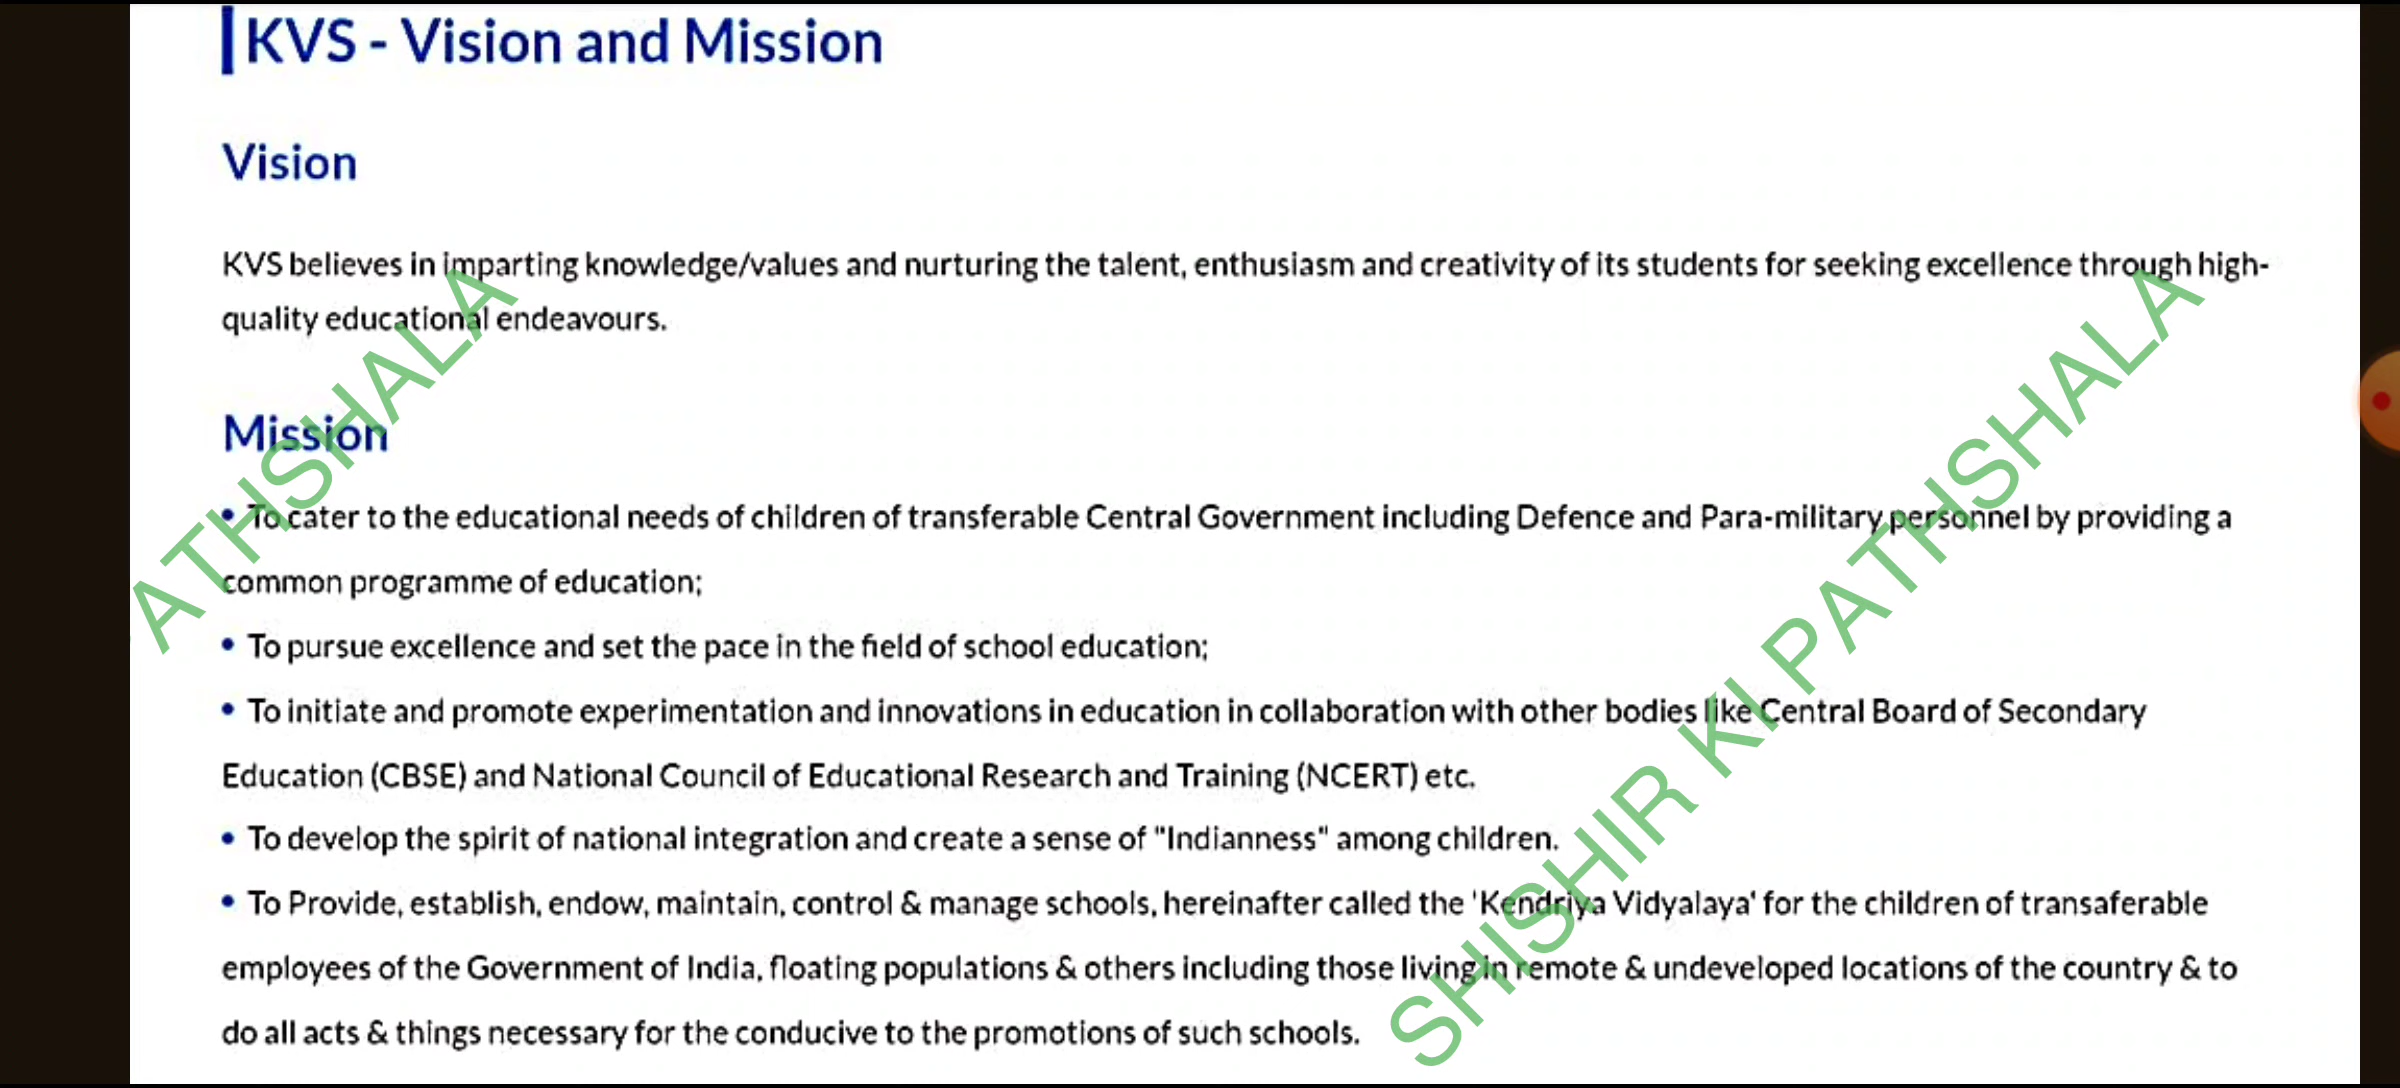 KVS - Vision and Mission
Vision
KVS believes in imparting knowledge/values and nurturing the talent, enthusiasm and creativity of its students for seeking excellence through high-
quality educational endeavours.
Mission
• To cater to the educational needs of children of transferable Central Government including Defence and Para-military personnel by providing a
common programme of education;
• To pursue excellence and set the pace in the field of school education;
• To initiate and promote experimentation and innovations in education in collaboration with other bodies like Central Board of Secondary
Education (CBSE) and National Council of Educational Research and Training (NCERT) etc.
• To develop the spirit of national integration and create a sense of "Indianness" among children.
• To Provide, establish, endow, maintain, control & manage schools, hereinafter called the 'Kendriya Vidyalaya' for the children of transaferable
employees of the Government of India, floating populations & others including those living in remote & undeveloped locations of the country & to
do all acts & things necessary for the conducive to the promotions of such schools.
ATHSHALA
SHISHIR KI PATHSHALA